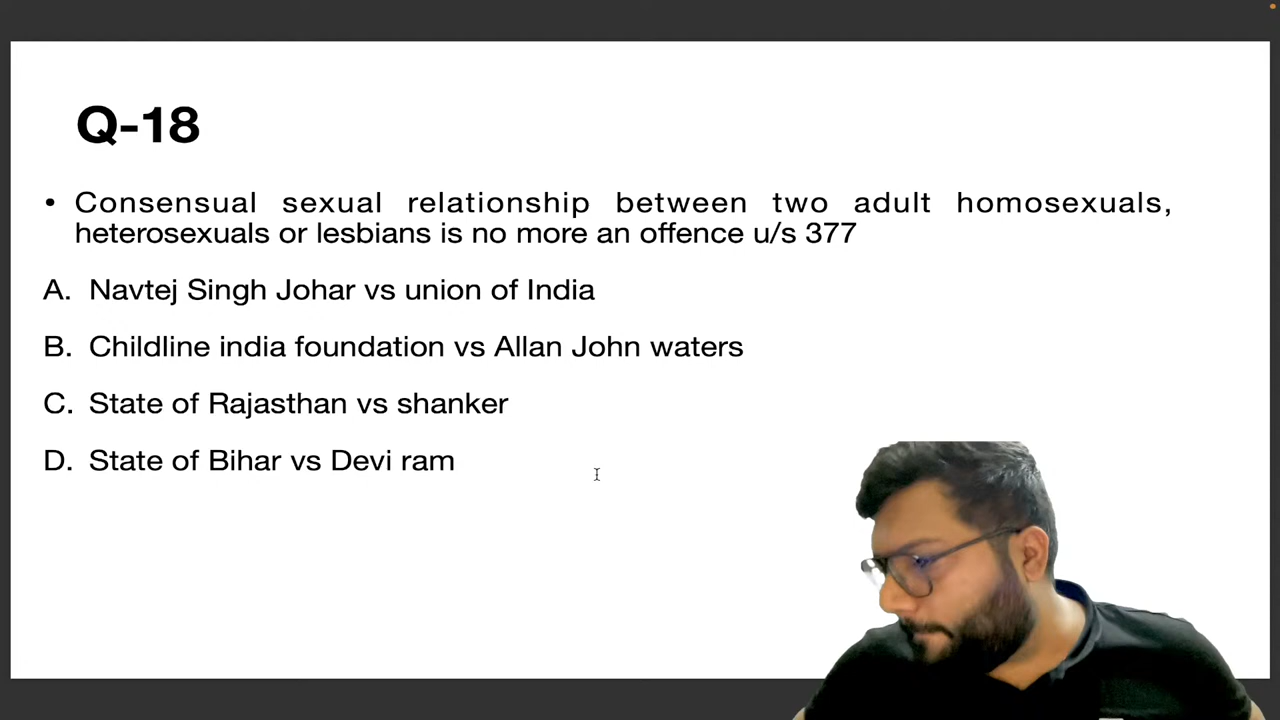 Q-18
• Consensual sexual relationship between two adult homosexuals,
heterosexuals or lesbians is no more an offence u/s 377
A. Navtej Singh Johar vs union of India
B. Childline india foundation vs Allan John waters
C. State of Rajasthan vs shanker
D. State of Bihar vs Devi ram